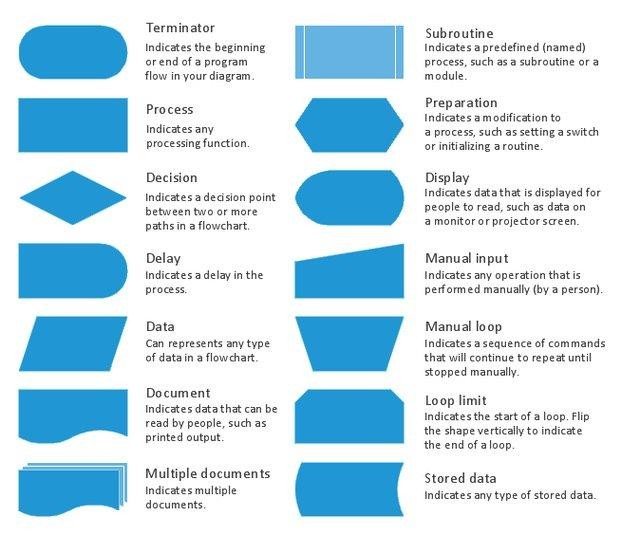 Terminator
Indicates the beginning
or end of a program
flow in your diagram.
Process
Indicates any
processing function.
Decision
Indicates a decision point
between two or more
paths in a flowchart.
Delay
Indicates a delay in the
process.
Data
Can represents any type
of data in a flowchart.
Document
Indicates data that can be
read by people, such as
printed output.
Multiple documents
Indicates multiple
documents.
Subroutine
Indicates a predefined (named)
process, such as a subroutine or a
module.
Preparation
Indicates a modification to
a process, such as setting a switch
or initializing a routine.
Display
Indicates data that is displayed for
people to read, such as data on
a monitor or projector screen.
Manual input
Indicates any operation that is
performed manually (by a person).
Manual loop
Indicates a sequence of commands
that will continue to repeat until
stopped manually.
Loop limit
Indicates the start of a loop. Flip
the shape vertically to indicate
the end of a loop.
Stored data
Indicates any type of stored data.